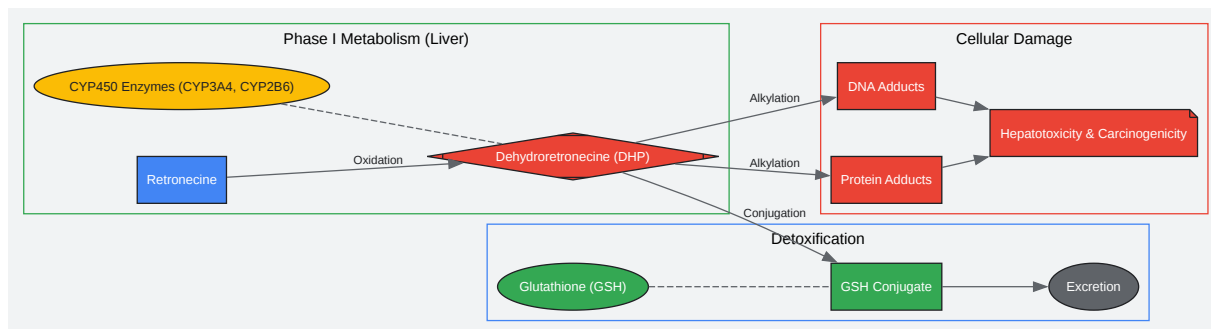 Phase I Metabolism (Liver)
CYP450 Enzymes (CYP3A4, CYP2B6)
Retronecine
Oxidation
Dehydroretronecine (DHP)
Alkylation
Alkylation
Conjugation
Cellular Damage
DNA Adducts
Protein Adducts
Hepatotoxicity & Carcinogenicity
Detoxification
Glutathione (GSH)
GSH Conjugate
Excretion